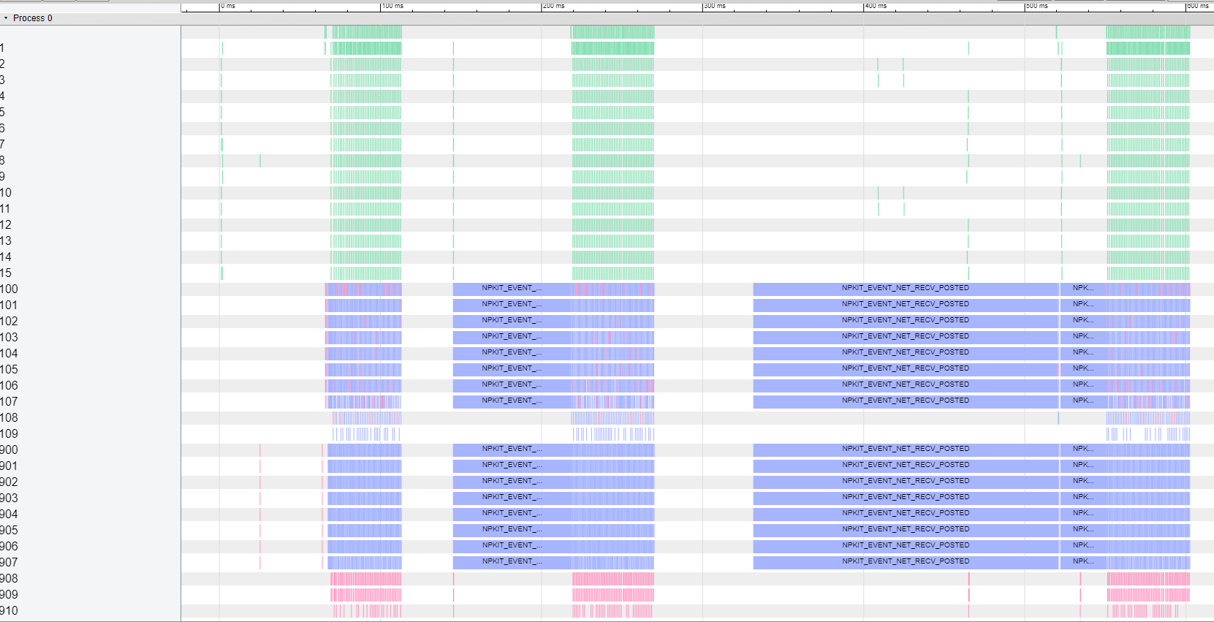 0 ms 100 ms 200 ms 300 ms 400 ms 500 ms 600 ms
Process 0
1
2
3
4
5
6
7
8
9
10
11
12
13
14
15
100 NPKIT_EVENT_... NPKIT_EVENT_NET_RECV_POSTED NPK...
101 NPKIT_EVENT_... NPKIT_EVENT_NET_RECV_POSTED NPK...
102 NPKIT_EVENT_... NPKIT_EVENT_NET_RECV_POSTED NPK...
103 NPKIT_EVENT_... NPKIT_EVENT_NET_RECV_POSTED NPK...
104 NPKIT_EVENT_... NPKIT_EVENT_NET_RECV_POSTED NPK...
105 NPKIT_EVENT_... NPKIT_EVENT_NET_RECV_POSTED NPK...
106 NPKIT_EVENT_... NPKIT_EVENT_NET_RECV_POSTED NPK...
107 NPKIT_EVENT_... NPKIT_EVENT_NET_RECV_POSTED NPK...
108
109
900 NPKIT_EVENT_... NPKIT_EVENT_NET_RECV_POSTED NPK...
901 NPKIT_EVENT_... NPKIT_EVENT_NET_RECV_POSTED NPK...
902 NPKIT_EVENT_... NPKIT_EVENT_NET_RECV_POSTED NPK...
903 NPKIT_EVENT_... NPKIT_EVENT_NET_RECV_POSTED NPK...
904 NPKIT_EVENT_... NPKIT_EVENT_NET_RECV_POSTED NPK...
905 NPKIT_EVENT_... NPKIT_EVENT_NET_RECV_POSTED NPK...
906 NPKIT_EVENT_... NPKIT_EVENT_NET_RECV_POSTED NPK...
907 NPKIT_EVENT_... NPKIT_EVENT_NET_RECV_POSTED NPK...
908
909
910